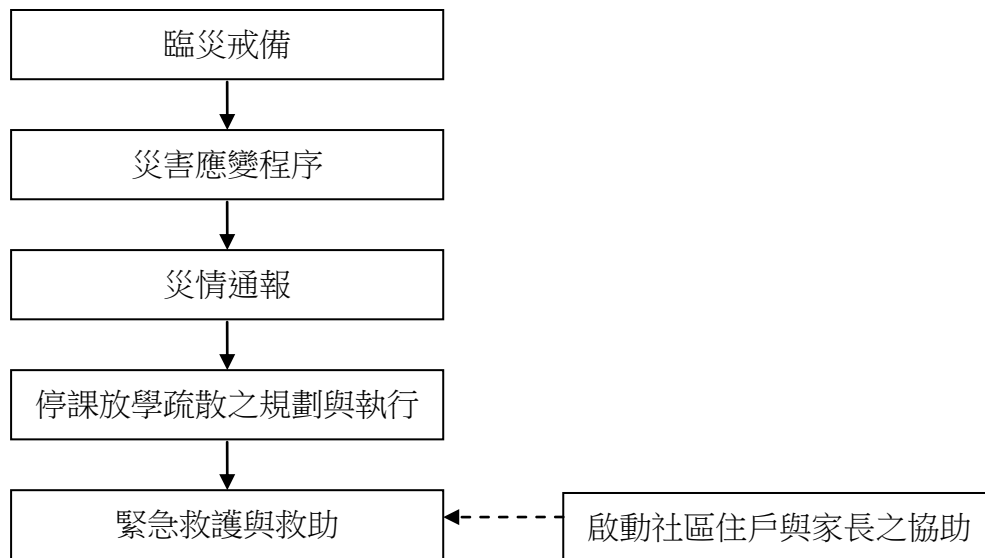 臨災戒備
災害應變程序
災情通報
停課放學疏散之規劃與執行
緊急救護與救助
啟動社區住戶與家長之協助